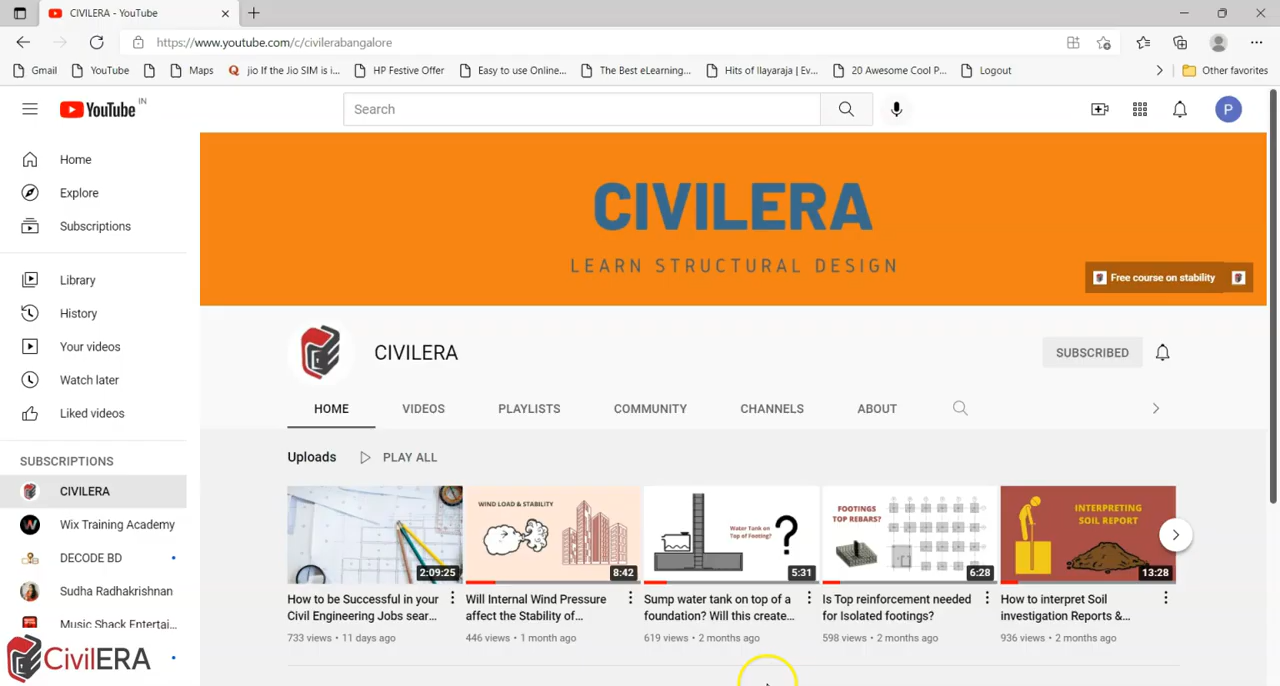 CIVILERA - YouTube
https://www.youtube.com/c/civilerabangalore
Gmail
YouTube
Maps
jio If the Jio SIM is i...
HP Festive Offer
Easy to use Online...
The Best eLearning...
Hits of Ilayaraja | Ev...
20 Awesome Cool P...
Logout
Other favorites
YouTube IN
Search
P
Home
Explore
Subscriptions
Library
History
Your videos
Watch later
Liked videos
SUBSCRIPTIONS
CIVILERA
Wix Training Academy
DECODE BD
Sudha Radhakrishnan
Music Shack Entertai...
CivilERA
CIVILERA
LEARN STRUCTURAL DESIGN
Free course on stability
CIVILERA
SUBSCRIBED
HOME VIDEOS PLAYLISTS COMMUNITY CHANNELS ABOUT
Uploads PLAY ALL
2:09:25
How to be Successful in your
Civil Engineering Jobs sear...
733 views • 11 days ago
WIND LOAD & STABILITY
8:42
Will Internal Wind Pressure
affect the Stability of...
446 views • 1 month ago
Water Tank on
Top of Footing?
?
5:31
Sump water tank on top of a
foundation? Will this create...
619 views • 2 months ago
FOOTINGS
TOP REBARS?
6:28
Is Top reinforcement needed
for Isolated footings?
598 views • 2 months ago
INTERPRETING
SOIL REPORT
13:28
How to interpret Soil
investigation Reports &...
936 views • 2 months ago